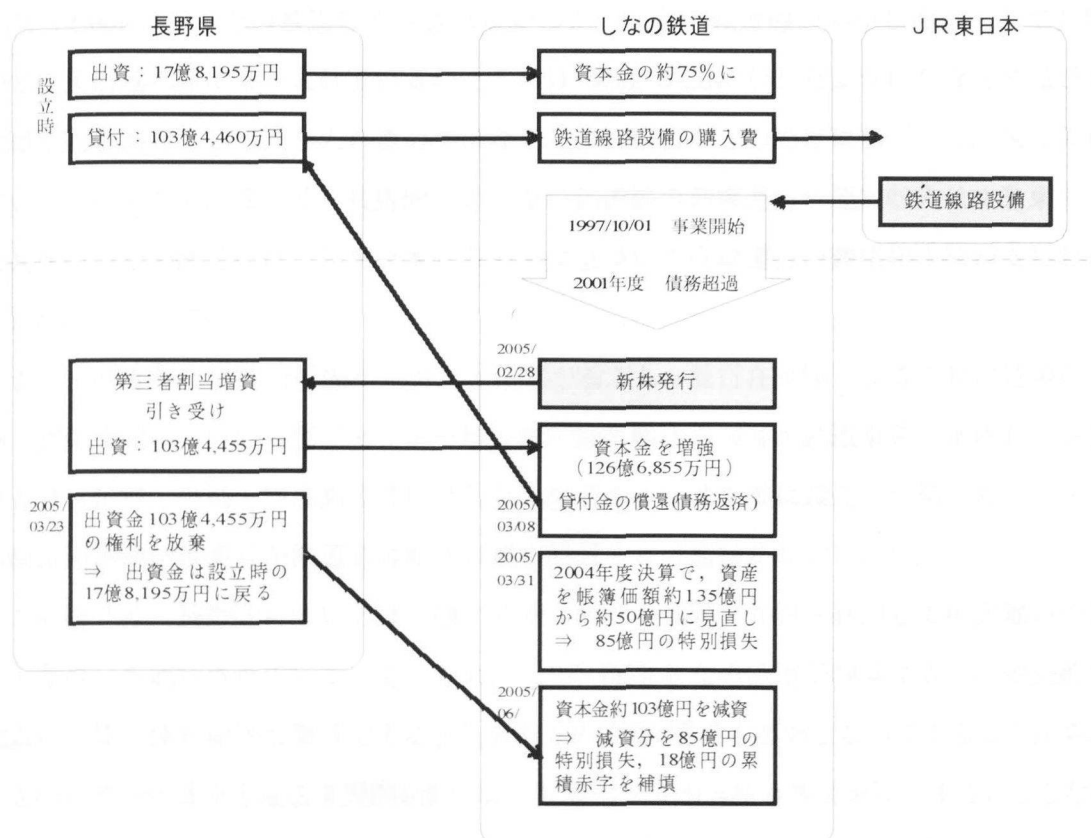 長野県
しなの鉄道
JR東日本
設立時
出資：17億8,195万円
資本金の約75％に
貸付：103億4,460万円
鉄道線路設備の購入費
鉄道線路設備
1997/10/01　事業開始
2001年度　債務超過
2005/
02/28
新株発行
第三者割当増資
引き受け
出資：103億4,455万円
資本金を増強
(126億6,855万円)
貸付金の償還(債務返済)
2005/
03/08
2005/
03/23
出資金103億4,455万円
の権利を放棄
⇒　出資金は設立時の
17億8,195万円に戻る
2005/
03/31
2004年度決算で，資産
を帳簿価額約135億円
から約50億円に見直し
⇒　85億円の特別損失
2005/
06/
資本金約103億円を減資
⇒　減資分を85億円の
特別損失，18億円の累
積赤字を補填